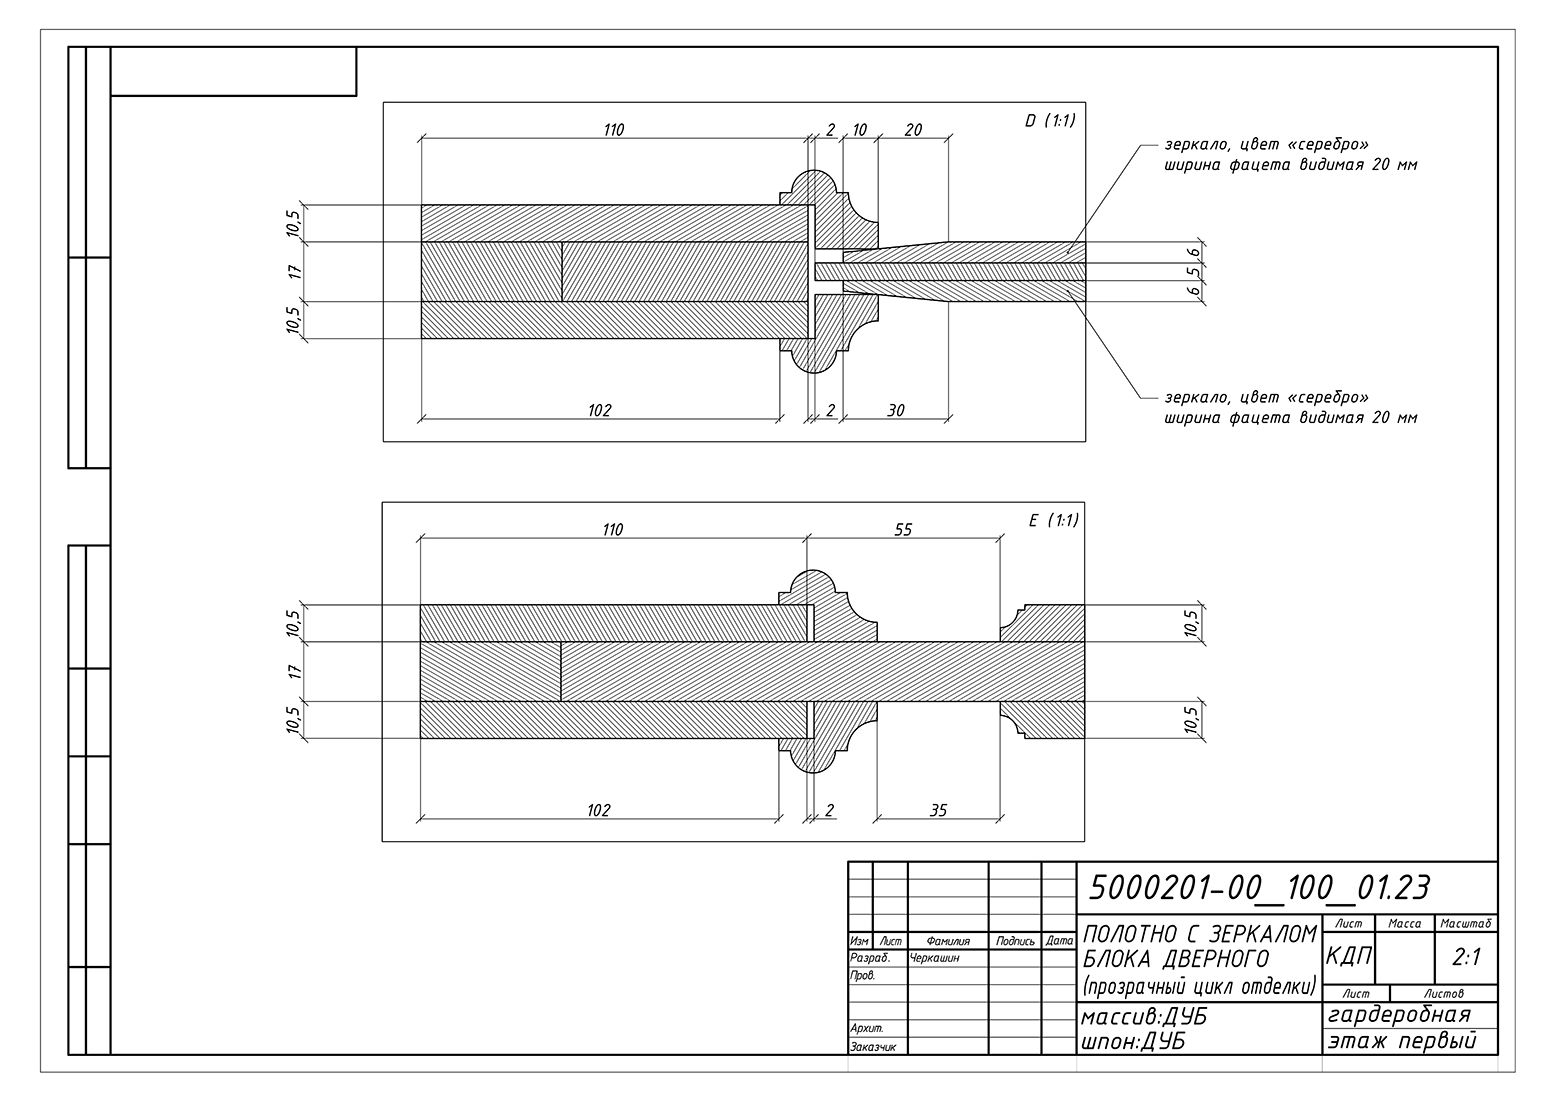 D (1:1)
110
2
10
20
зеркало, цвет «серебро»
ширина фацета видимая 20 мм
10,5
17
10,5
6
5
6
зеркало, цвет «серебро»
ширина фацета видимая 20 мм
102
2
30
E (1:1)
110
55
10,5
17
10,5
10,5
10,5
102
2
35
5000201-00_100_01.23
Изм Лист Фамилия Подпись Дата
Разраб. Черкашин
Пров.
Архит.
Заказчик
ПОЛОТНО С ЗЕРКАЛОМ
БЛОКА ДВЕРНОГО
(прозрачный цикл отделки)
Лист Масса Масштаб
КДП 2:1
Лист Листов
массив:ДУБ
шпон:ДУБ
гардеробная
этаж первый